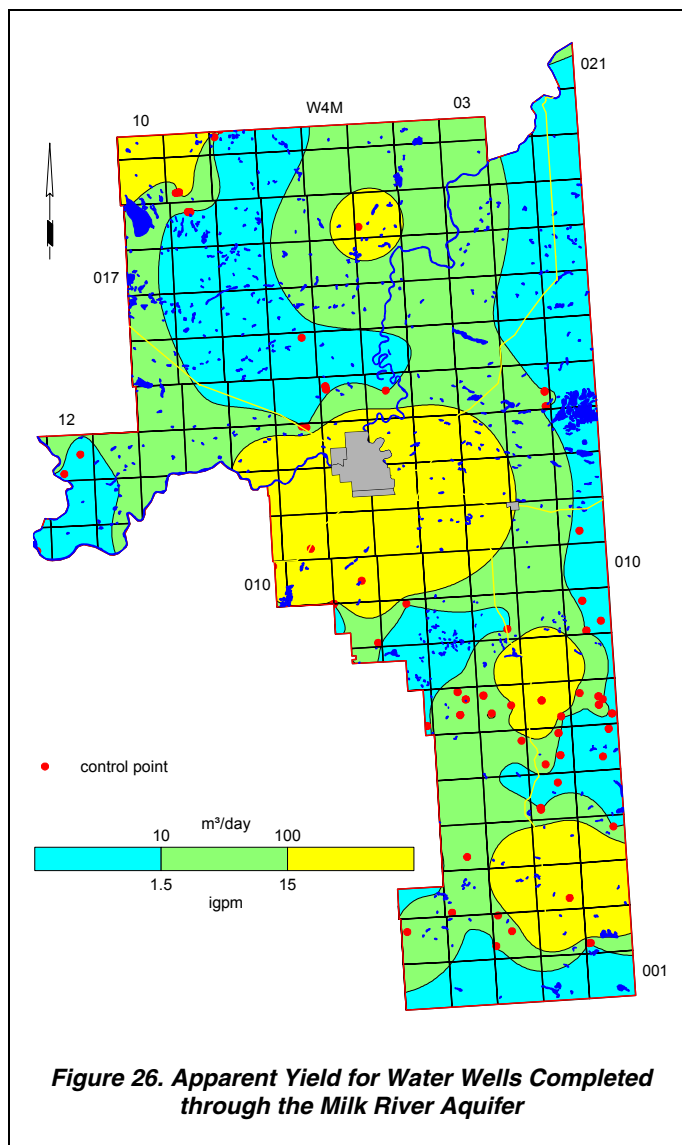 021
W4M
03
10
017
12
010
010
control point
m³/day
10
100
1.5
15
igpm
001
Figure 26. Apparent Yield for Water Wells Completed
through the Milk River Aquifer